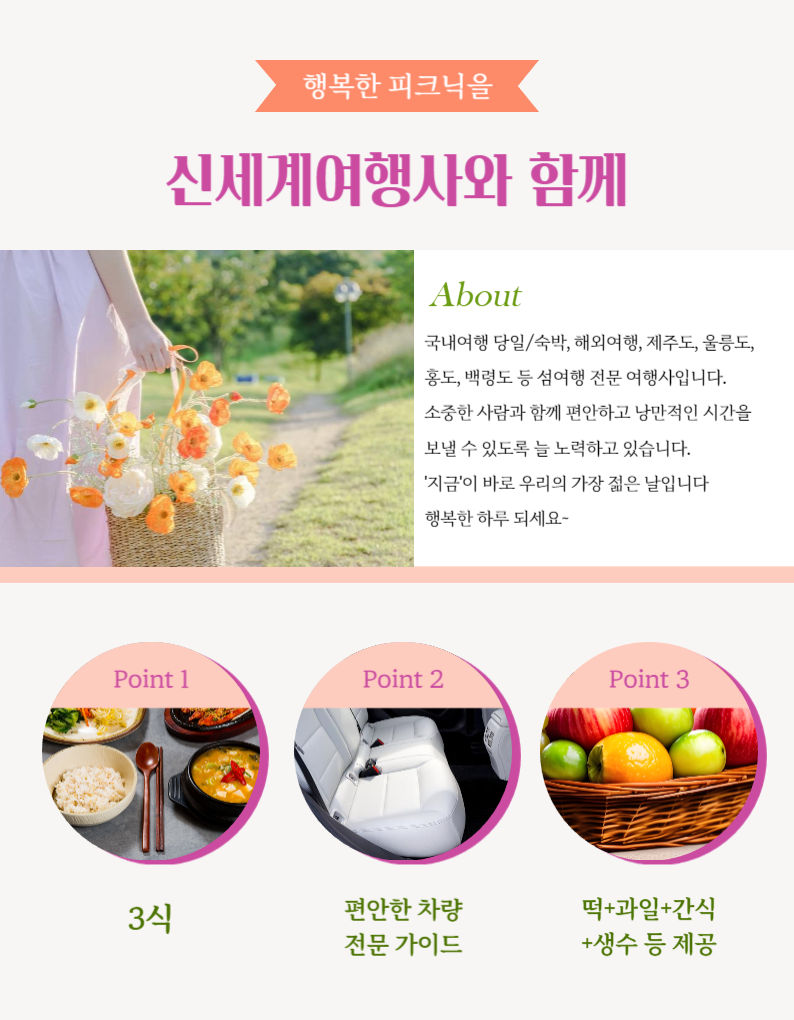 행복한 피크닉을
신세계여행사와 함께
About
국내여행 당일/숙박, 해외여행, 제주도, 울릉도,
홍도, 백령도 등 섬여행 전문 여행사입니다.
소중한 사람과 함께 편안하고 낭만적인 시간을
보낼 수 있도록 늘 노력하고 있습니다.
'지금'이 바로 우리의 가장 젊은 날입니다
행복한 하루 되세요~
Point 1
3식
Point 2
편안한 차량
전문 가이드
Point 3
떡+과일+간식
+생수 등 제공